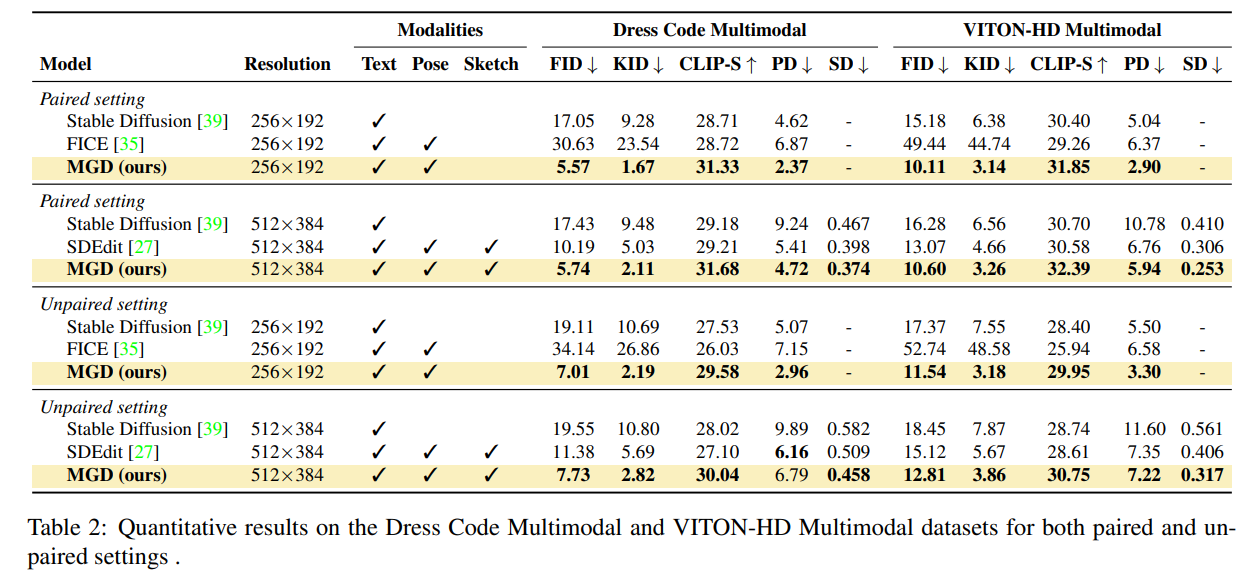 Modalities Dress Code Multimodal VITON-HD Multimodal
Model Resolution Text Pose Sketch FID ↓ KID ↓ CLIP-S ↑ PD ↓ SD ↓ FID ↓ KID ↓ CLIP-S ↑ PD ↓ SD ↓
Paired setting
Stable Diffusion [39] 256×192 ✓ 17.05 9.28 28.71 4.62 - 15.18 6.38 30.40 5.04 -
FICE [35] 256×192 ✓ ✓ 30.63 23.54 28.72 6.87 - 49.44 44.74 29.26 6.37 -
MGD (ours) 256×192 ✓ ✓ 5.57 1.67 31.33 2.37 - 10.11 3.14 31.85 2.90 -
Paired setting
Stable Diffusion [39] 512×384 ✓ 17.43 9.48 29.18 9.24 0.467 16.28 6.56 30.70 10.78 0.410
SDEdit [27] 512×384 ✓ ✓ ✓ 10.19 5.03 29.21 5.41 0.398 13.07 4.66 30.58 6.76 0.306
MGD (ours) 512×384 ✓ ✓ ✓ 5.74 2.11 31.68 4.72 0.374 10.60 3.26 32.39 5.94 0.253
Unpaired setting
Stable Diffusion [39] 256×192 ✓ 19.11 10.69 27.53 5.07 - 17.37 7.55 28.40 5.50 -
FICE [35] 256×192 ✓ ✓ 34.14 26.86 26.03 7.15 - 52.74 48.58 25.94 6.58 -
MGD (ours) 256×192 ✓ ✓ 7.01 2.19 29.58 2.96 - 11.54 3.18 29.95 3.30 -
Unpaired setting
Stable Diffusion [39] 512×384 ✓ 19.55 10.80 28.02 9.89 0.582 18.45 7.87 28.74 11.60 0.561
SDEdit [27] 512×384 ✓ ✓ ✓ 11.38 5.69 27.10 6.16 0.509 15.12 5.67 28.61 7.35 0.406
MGD (ours) 512×384 ✓ ✓ ✓ 7.73 2.82 30.04 6.79 0.458 12.81 3.86 30.75 7.22 0.317
Table 2: Quantitative results on the Dress Code Multimodal and VITON-HD Multimodal datasets for both paired and un-
paired settings .